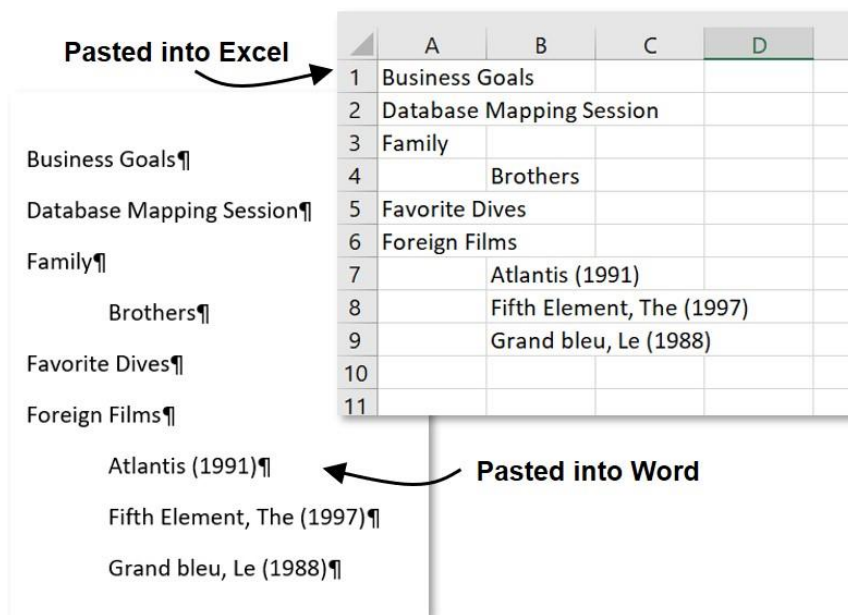 Pasted into Excel
A B C D
1 Business Goals
2 Database Mapping Session
3 Family
4 Brothers
5 Favorite Dives
6 Foreign Films
7 Atlantis (1991)
8 Fifth Element, The (1997)
9 Grand bleu, Le (1988)
10
11
Business Goals¶
Database Mapping Session¶
Family¶
Brothers¶
Favorite Dives¶
Foreign Films¶
Atlantis (1991)¶
Fifth Element, The (1997)¶
Grand bleu, Le (1988)¶
Pasted into Word